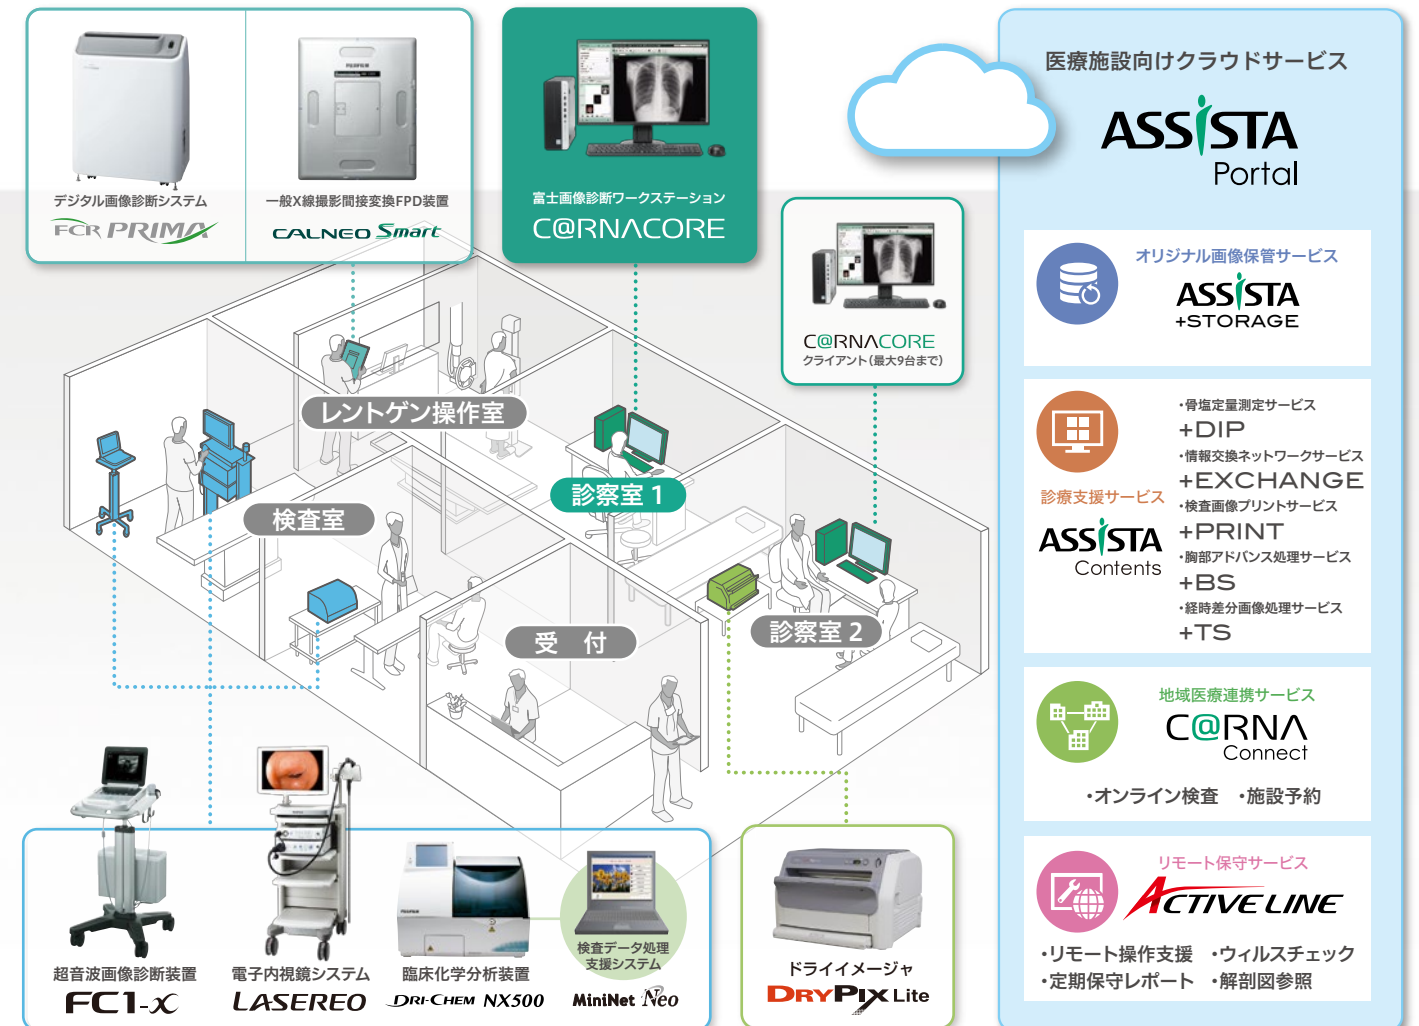 デジタル画像診断システム
FCR PRIMA
FUJIFILM
一般X線撮影間接変換FPD装置
CALNEO Smart
富士画像診断ワークステーション
C@RNACORE
C@RNACORE
クライアント（最大9台まで）
レントゲン操作室
診察室 1
検査室
受　付
診察室 2
超音波画像診断装置
FC1-X
電子内視鏡システム
LASEREO
FUJIFILM
臨床化学分析装置
DRI-CHEM NX500
検査データ処理
支援システム
MiniNet Neo
ドライイメージャ
DRYPIX Lite
医療施設向けクラウドサービス
ASSISTA
Portal
オリジナル画像保管サービス
ASSISTA
+STORAGE
診療支援サービス
ASSISTA
Contents
・骨塩定量測定サービス
+DIP
・情報交換ネットワークサービス
+EXCHANGE
・検査画像プリントサービス
+PRINT
・胸部アドバンス処理サービス
+BS
・経時差分画像処理サービス
+TS
地域医療連携サービス
C@RNA
Connect
・オンライン検査　・施設予約
リモート保守サービス
ACTIVE LINE
・リモート操作支援　・ウィルスチェック
・定期保守レポート　・解剖図参照